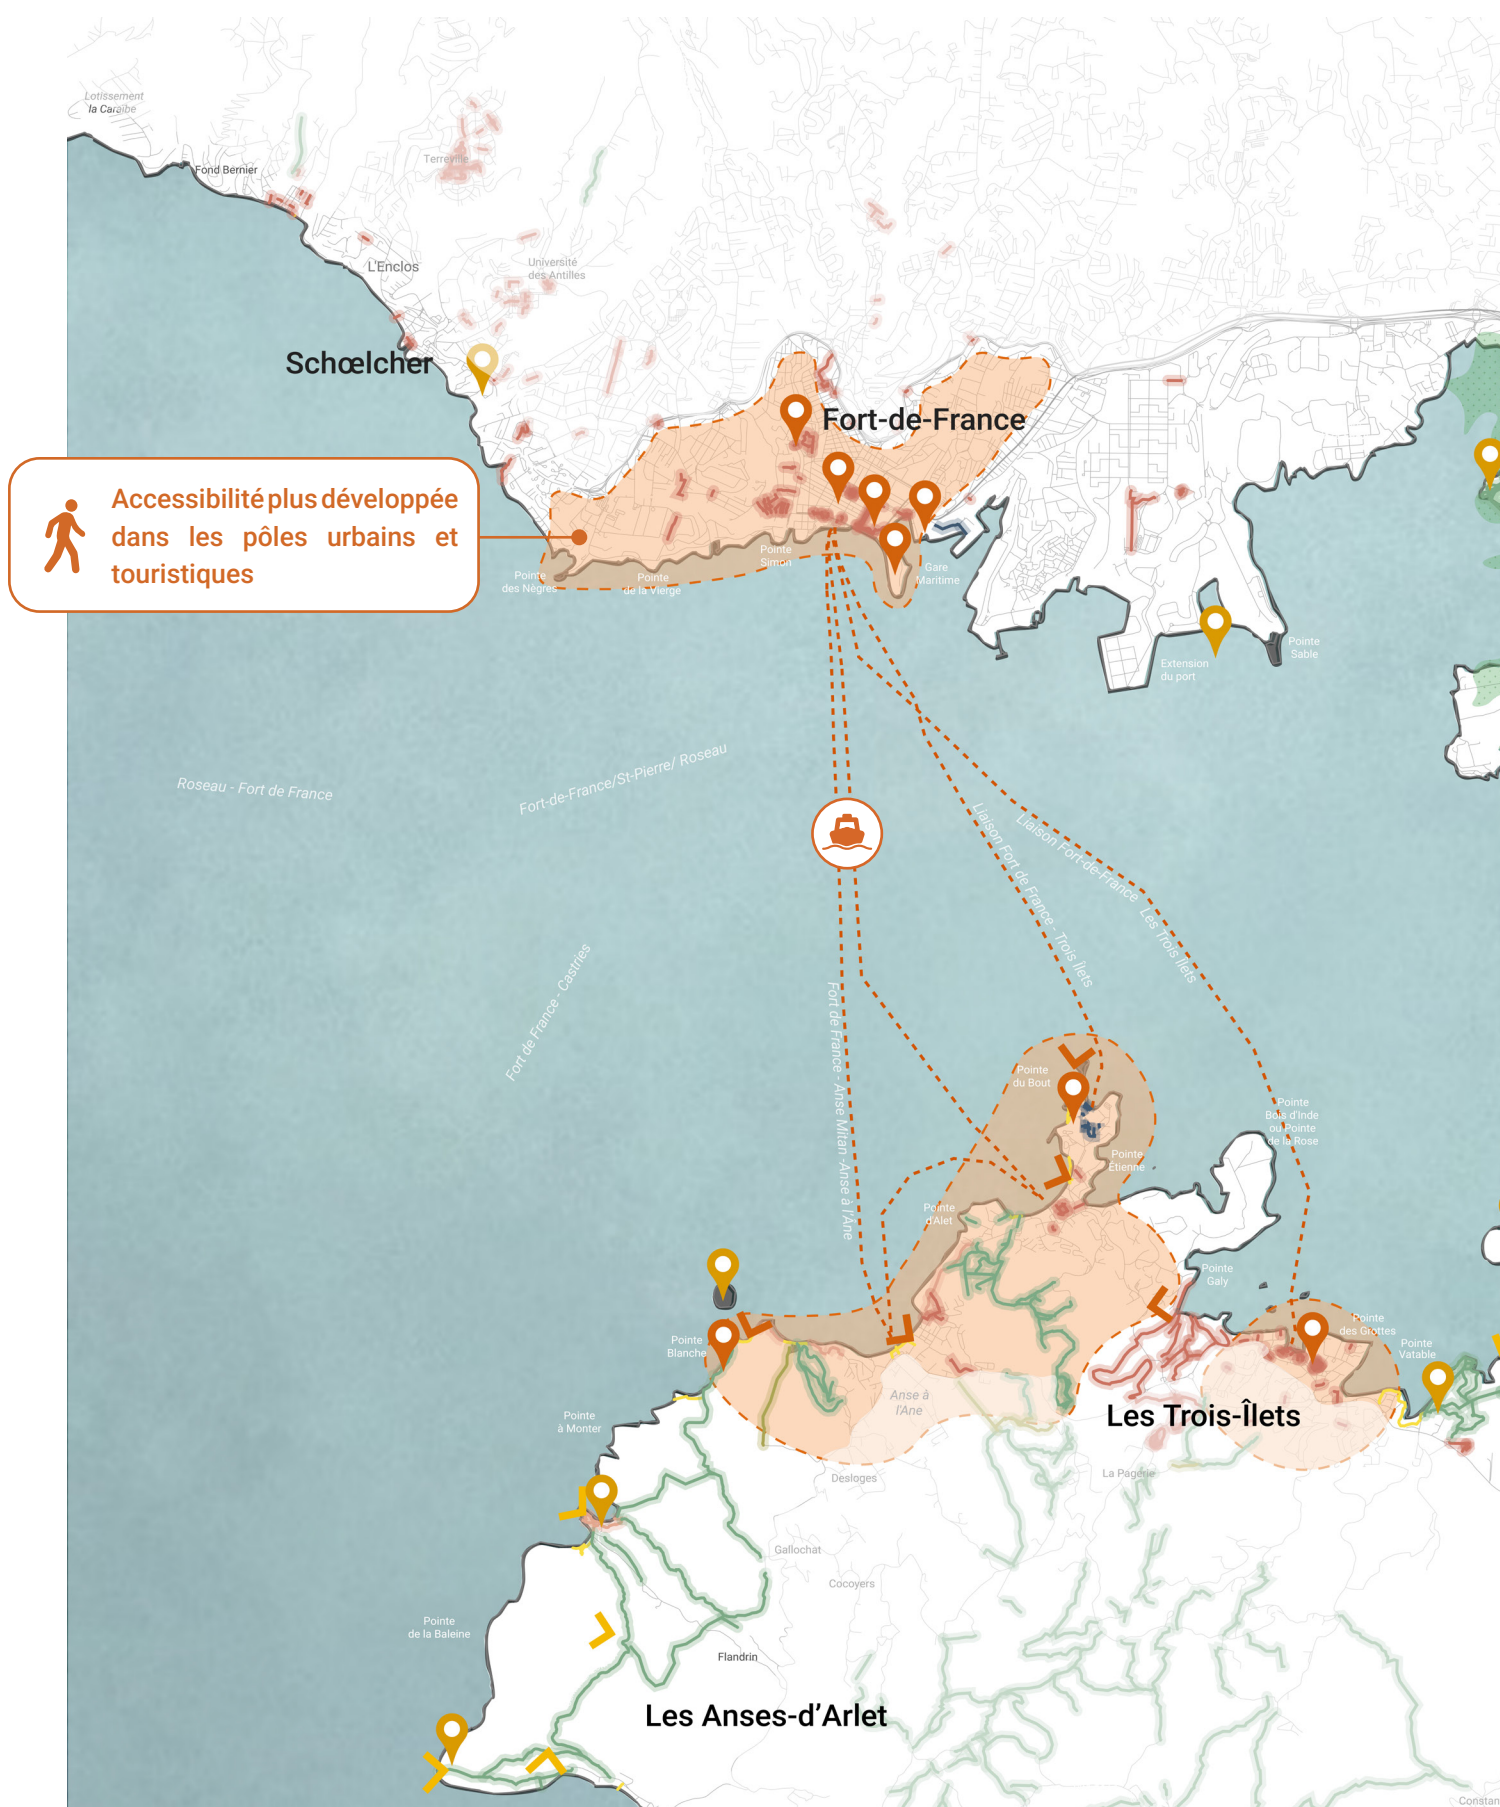 Lotissement
la Caraïbe
Fond Bernier
Terreville
L'Enclos
Université
des Antilles
Schœlcher
Fort-de-France
Accessibilité plus développée
dans les pôles urbains et
touristiques
Pointe
des Nègres
Pointe
de la Vierge
Pointe
Simon
Gare
Maritime
Extension
du port
Pointe
Sable
Roseau - Fort de France
Fort-de-France/St-Pierre/ Roseau
Fort de France - Castries
Liaison Fort de France - Trois Îlets
Liaison Fort-de-France - Les Trois Îlets
Fort de France - Anse Mitan -Anse à l'Âne
Pointe
du Bout
Pointe
Bois d'Inde
ou Pointe
de la Rose
Pointe
Étienne
Pointe
d'Alet
Pointe
Galy
Pointe
Blanche
Pointe
des Grottes
Pointe
Vatable
Anse à
l'Ane
Les Trois-Îlets
Pointe
à Monter
Desloges
La Pagerie
Gallochat
Cocoyers
Pointe
de la Baleine
Flandrin
Les Anses-d'Arlet
Constan